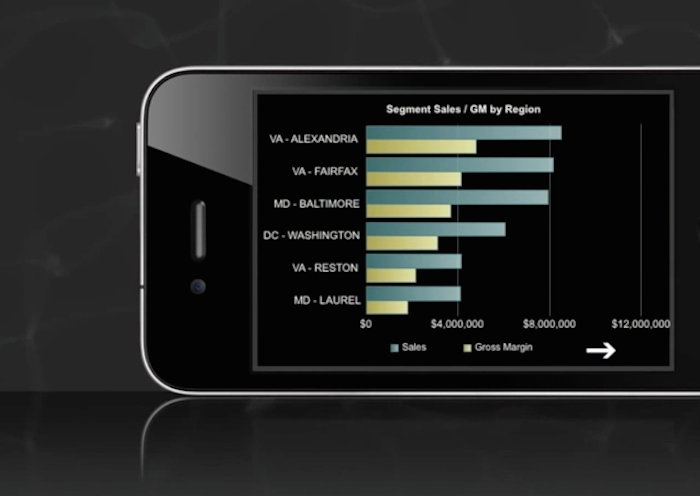 Segment Sales / GM by Region
VA - ALEXANDRIA
VA - FAIRFAX
MD - BALTIMORE
DC - WASHINGTON
VA - RESTON
MD - LAUREL
$0 $4,000,000 $8,000,000 $12,000,000
Sales Gross Margin